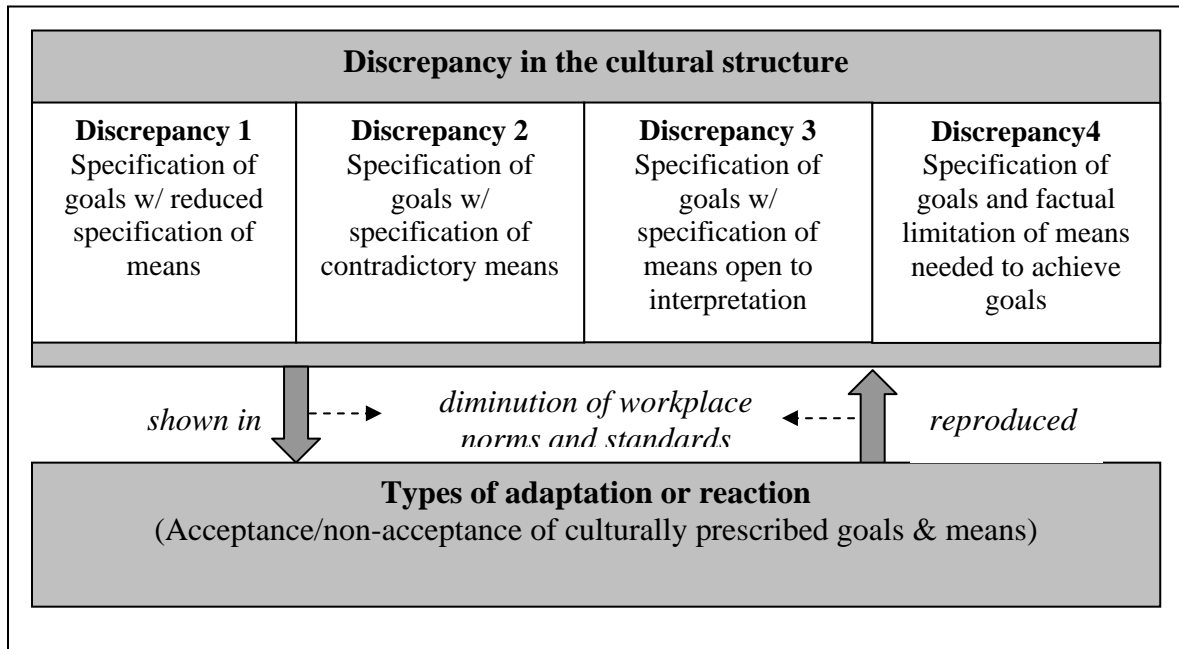 Discrepancy in the cultural structure
Discrepancy 1
Specification of
goals w/ reduced
specification of
means
Discrepancy 2
Specification of
goals w/
specification of
contradictory means
Discrepancy 3
Specification of
goals w/
specification of
means open to
interpretation
Discrepancy4
Specification of
goals and factual
limitation of means
needed to achieve
goals
shown in
diminution of workplace
norms and standards
reproduced
Types of adaptation or reaction
(Acceptance/non-acceptance of culturally prescribed goals & means)